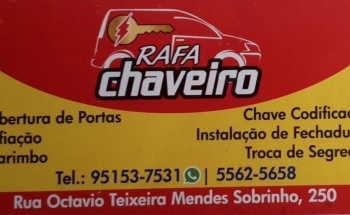 RAFA
chaveiro
bertura de Portas
fiação
arimbo
Chave Codificad
Instalação de Fechadu
Troca de Segred
Tel.: 95153-7531 | 5562-5658
Rua Octavio Teixeira Mendes Sobrinho, 250